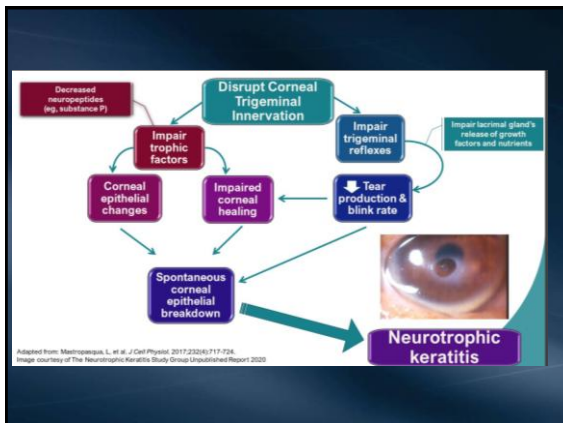 Disrupt Corneal
Trigeminal
Innervation
Decreased
neuropeptides
(eg, substance P)
Impair
trophic
factors
Impair
trigeminal
reflexes
Impair lacrimal gland's
release of growth
factors and nutrients
Corneal
epithelial
changes
Impaired
corneal
healing
Tear
production &
blink rate
Spontaneous
corneal
epithelial
breakdown
Neurotrophic
keratitis
Adapted from: Mastropasqua, L, et al. J Cell Physiol. 2017;232(4):717-724.
Image courtesy of The Neurotrophic Keratitis Study Group Unpublished Report 2020